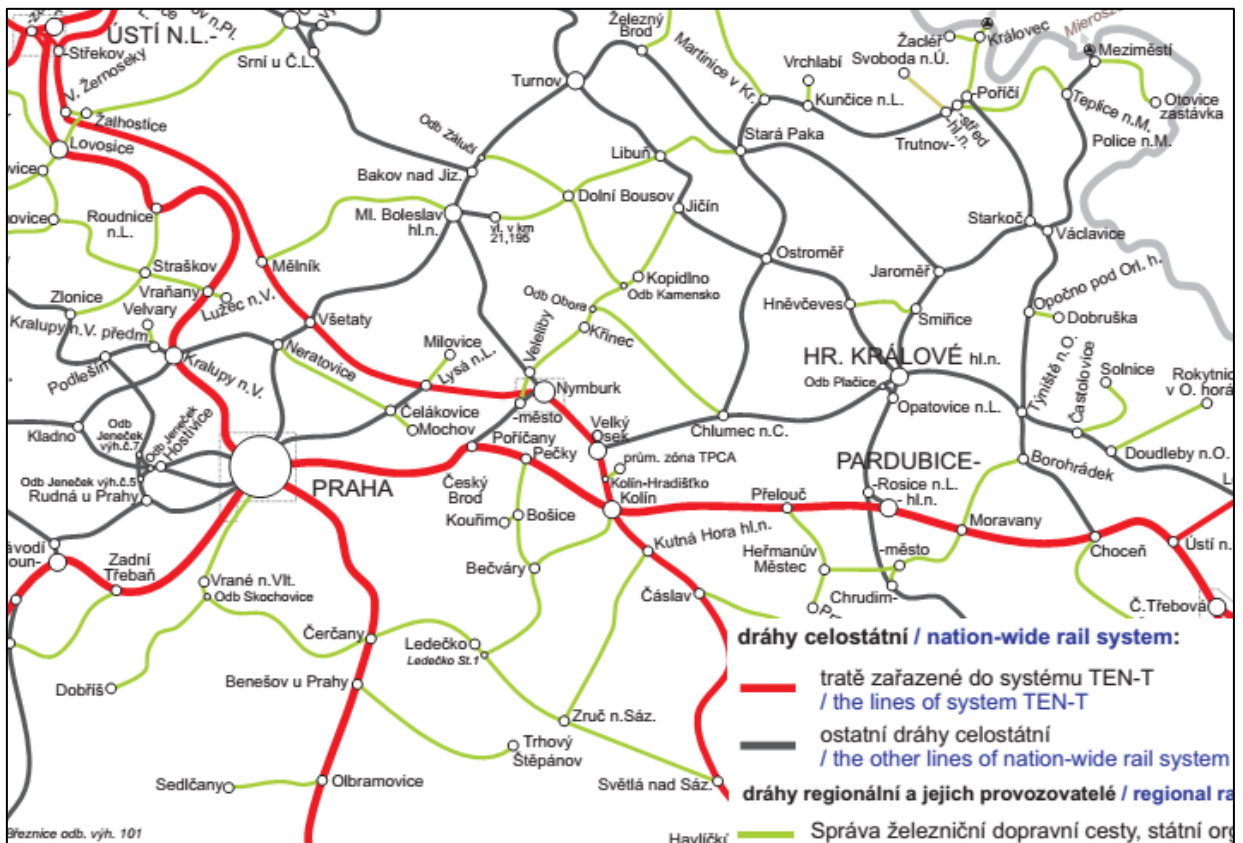 ÚSTÍ N.L.-
-Střekov
V. Žernoseky
Žalhostice
Lovosice
Roudnice
n.L.
Straškov
Mělník
Vraňany
Lužec n.V.
Zlonice
Velvary
Kralupy n.V. předm.
Podlešín
Kralupy n.V.
Neratovice
Všetaty
Srní u Č.L.
Turnov
Železný
Brod
Martinice v Kr.
Vrchlabí
Kunčice n.L.
Svoboda n.Ú.
Žacléř
Královec
Poříčí
-střed
-hl.n.
Trutnov-
Meziměstí
Teplice n.M.
Otovice
zastávka
Police n.M.
Odb Zálučí
Bakov nad Jiz.
Libuň
Stará Paka
Dolní Bousov
Jičín
Ml. Boleslav
hl.n.
vl. v km
21,195
Starkoč
Václavice
Ostroměř
Jaroměř
Kopidlno
Odb Kamensko
Odb Obora
Křinec
Hněvčeves
Smiřice
Opočno pod Orl. h.
Dobruška
Milovice
Lysá n.L.
Veleliby
Nymburk
-město
HR. KRÁLOVÉ hl.n.
Odb Plačice
Opatovice n.L.
Týniště n.O.
Častolovice
Solnice
Rokytnic
v O. horá
Doudleby n.O.
Kladno
Odb
Jeneček
výh.č.7
Odb Jeneček
Hostivice
Odb Jeneček výh.č.5
Rudná u Prahy
Čelákovice
Mochov
Poříčany
Pečky
Velký
Osek
Chlumec n.C.
prům. zóna TPCA
Kolín-Hradišťko
Kolín
PRAHA
Český
Brod
Kouřim
Bošice
Bečváry
PARDUBICE-
-Rosice n.L.
- hl.n.
Přelouč
Borohrádek
Moravany
Choceň
Ústí n.
Kutná Hora hl.n.
Heřmanův
Městec
-město
Chrudim-
Č.Třebová
Zadní
Třebaň
Vrané n.Vlt.
Odb Skochovice
Čáslav
Čerčany
Ledečko
Ledečko St.1
Dobříš
Benešov u Prahy
Zruč n.Sáz.
Trhový
Štěpánov
Sedlčany
Olbramovice
Světlá nad Sáz.
Březnice odb. výh. 101
dráhy celostátní / nation-wide rail system:
tratě zařazené do systému TEN-T
/ the lines of system TEN-T
ostatní dráhy celostátní
/ the other lines of nation-wide rail system
dráhy regionální a jejich provozovatelé / regional ra
Správa železniční dopravní cesty, státní org